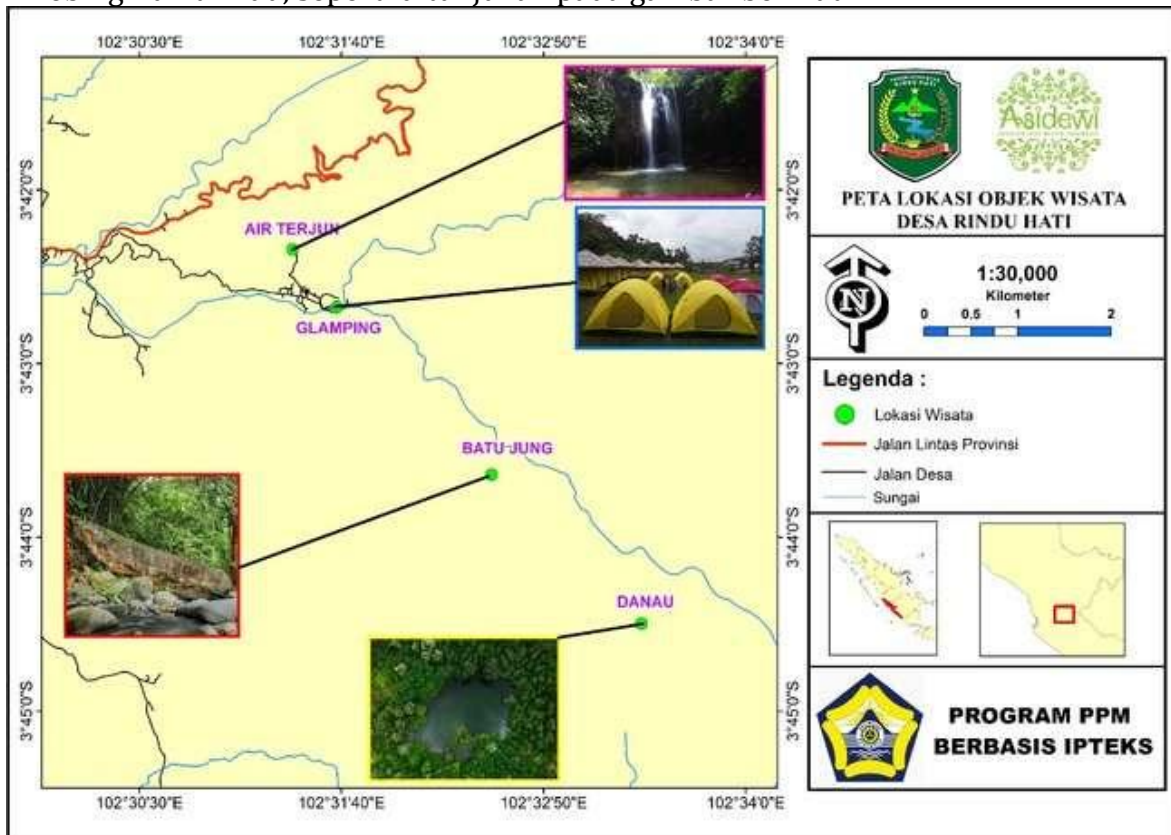 102°30'30"E 102°31'40"E 102°32'50"E 102°34'0"E
3°42'0"S
3°43'0"S
3°44'0"S
3°45'0"S
AIR TERJUN
GLAMPING
BATU JUNG
DANAU
3°42'0"S
3°43'0"S
3°44'0"S
3°45'0"S
102°30'30"E 102°31'40"E 102°32'50"E 102°34'0"E
Asidewi
PETA LOKASI OBJEK WISATA
DESA RINDU HATI
N
1:30,000
Kilometer
0 0.5 1 2
Legenda :
Lokasi Wisata
Jalan Lintas Provinsi
Jalan Desa
Sungai
PROGRAM PPM
BERBASIS IPTEKS